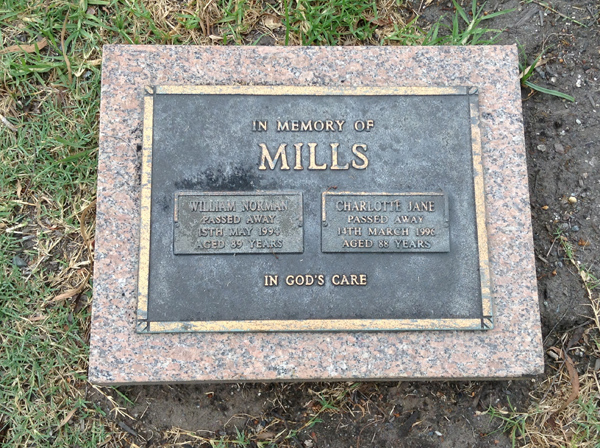 IN MEMORY OF
MILLS
WILLIAM NORMAN
PASSED AWAY
15TH MAY 1994
AGED 89 YEARS
CHARLOTTE JANE
PASSED AWAY
14TH MARCH 1996
AGED 88 YEARS
IN GOD'S CARE